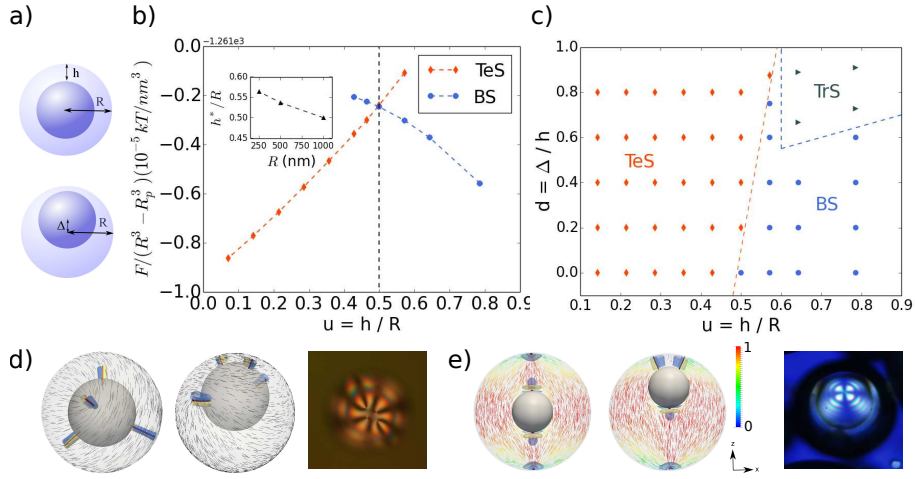 a)
h
R
Δ
R
b)
−1.261e3
F/(R³ − R_p³)(10⁻⁵ kT/nm³)
0.0
−0.2
−0.4
−0.6
−0.8
−1.0
0.0 0.1 0.2 0.3 0.4 0.5 0.6 0.7 0.8 0.9
u = h / R
TeS
BS
h*/R
0.60
0.55
0.50
0.45
250 500 750 1000
R (nm)
c)
d = Δ / h
1.0
0.8
0.6
0.4
0.2
0.0
0.1 0.2 0.3 0.4 0.5 0.6 0.7 0.8 0.9
u = h / R
TeS
TrS
BS
d)
e)
1
0
z
x